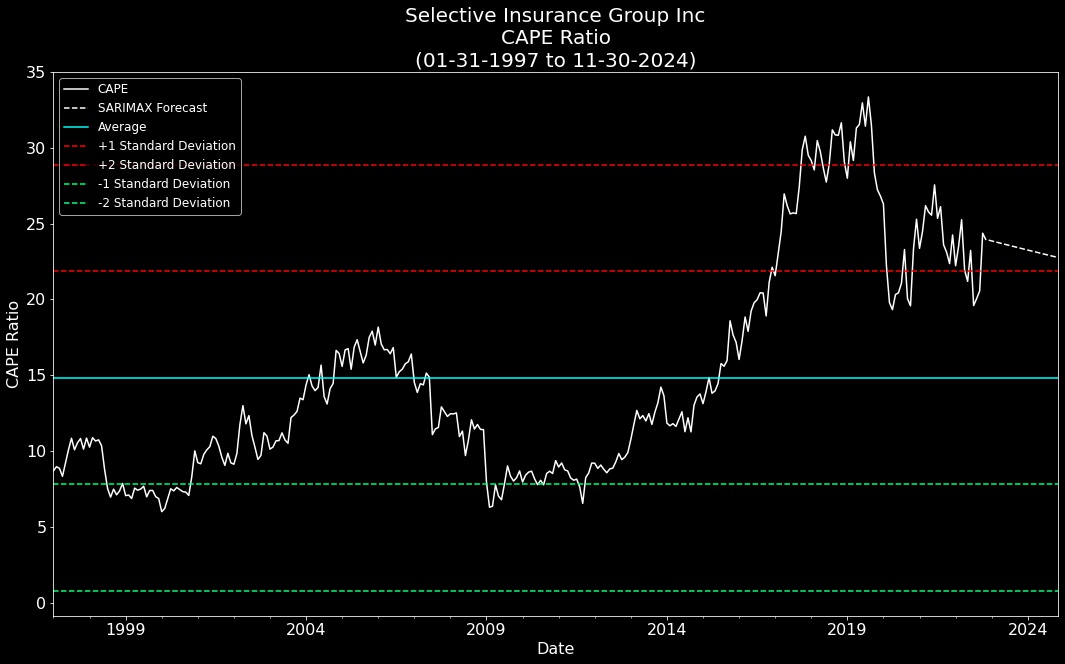 Selective Insurance Group Inc
CAPE Ratio
(01-31-1997 to 11-30-2024)
CAPE
SARIMAX Forecast
Average
+1 Standard Deviation
+2 Standard Deviation
-1 Standard Deviation
-2 Standard Deviation
35
30
25
20
15
10
5
0
CAPE Ratio
1999
2004
2009
2014
2019
2024
Date